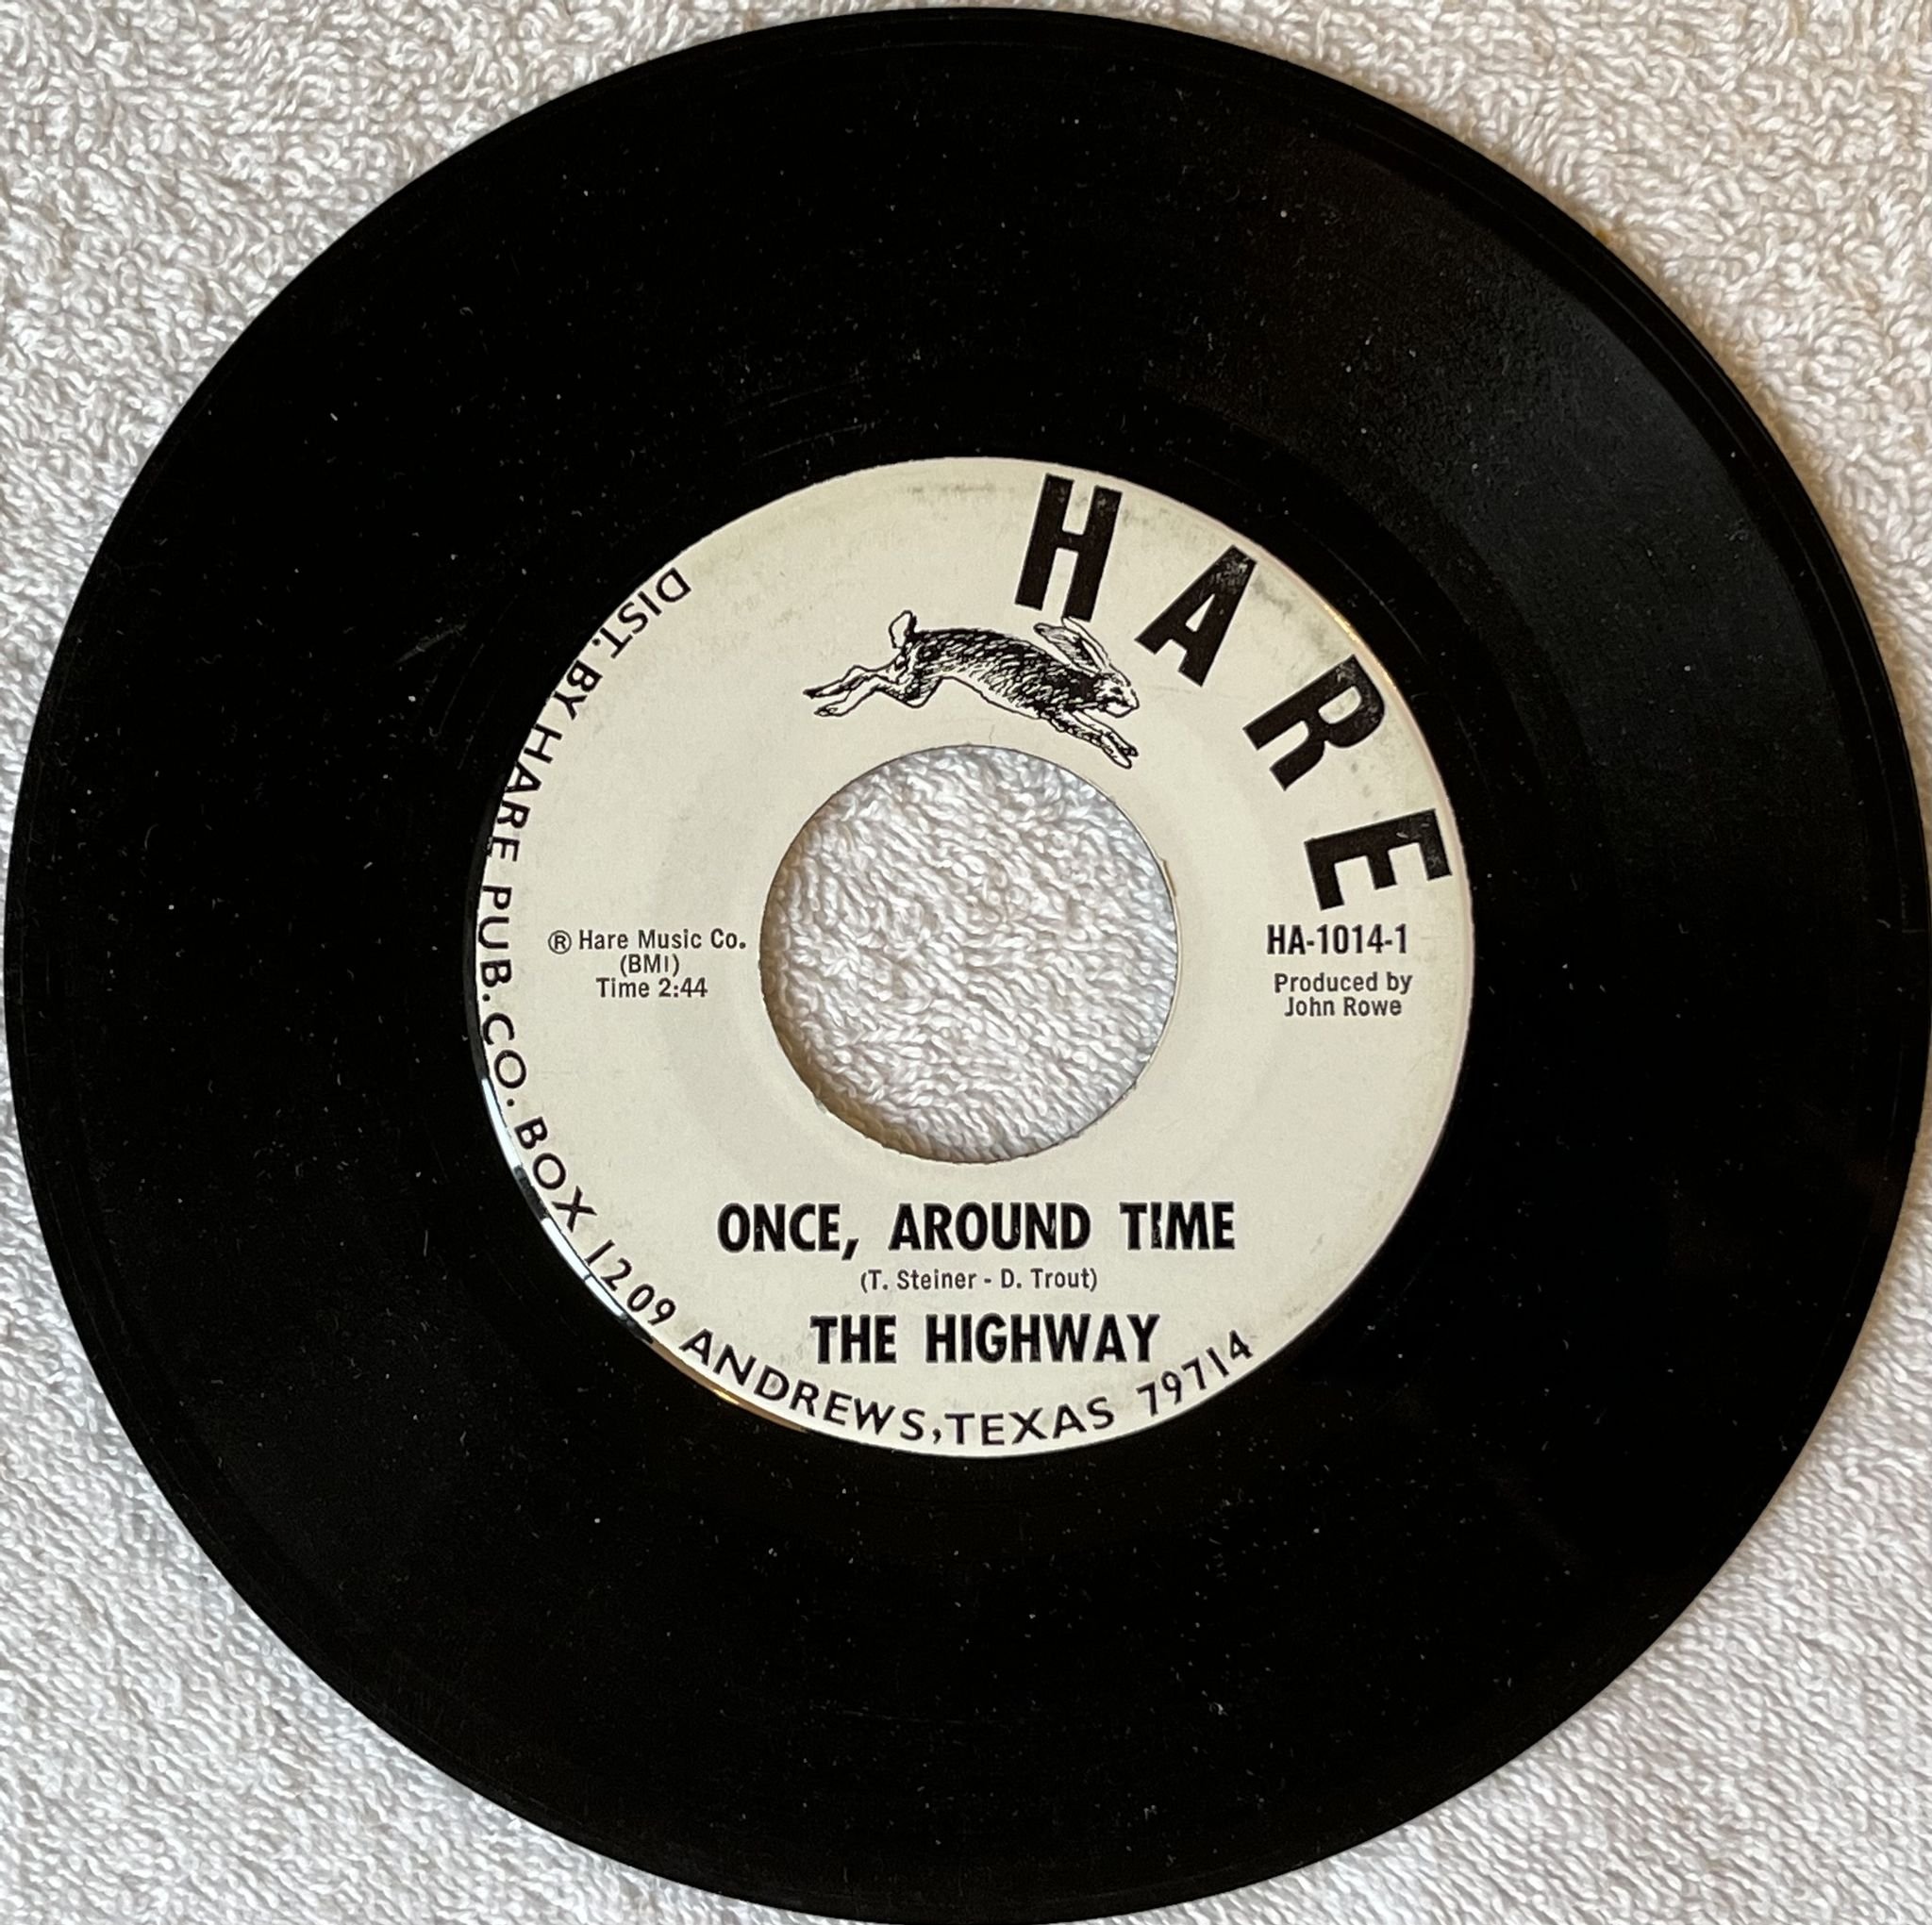 HARE
® Hare Music Co.
(BMI)
Time 2:44
HA-1014-1
Produced by
John Rowe
ONCE, AROUND TIME
(T. Steiner - D. Trout)
THE HIGHWAY
DIST. BY HARE PUB. CO. BOX 1209 ANDREWS, TEXAS 79714